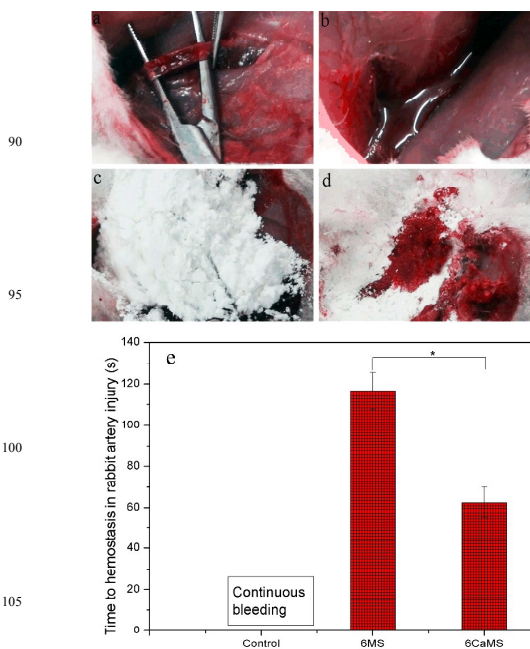 a
b
90
c
d
95
140
e
120
100
100
80
60
40
20
0
105
Time to hemostasis in rabbit artery injury (s)
*
Continuous
bleeding
Control
6MS
6CaMS